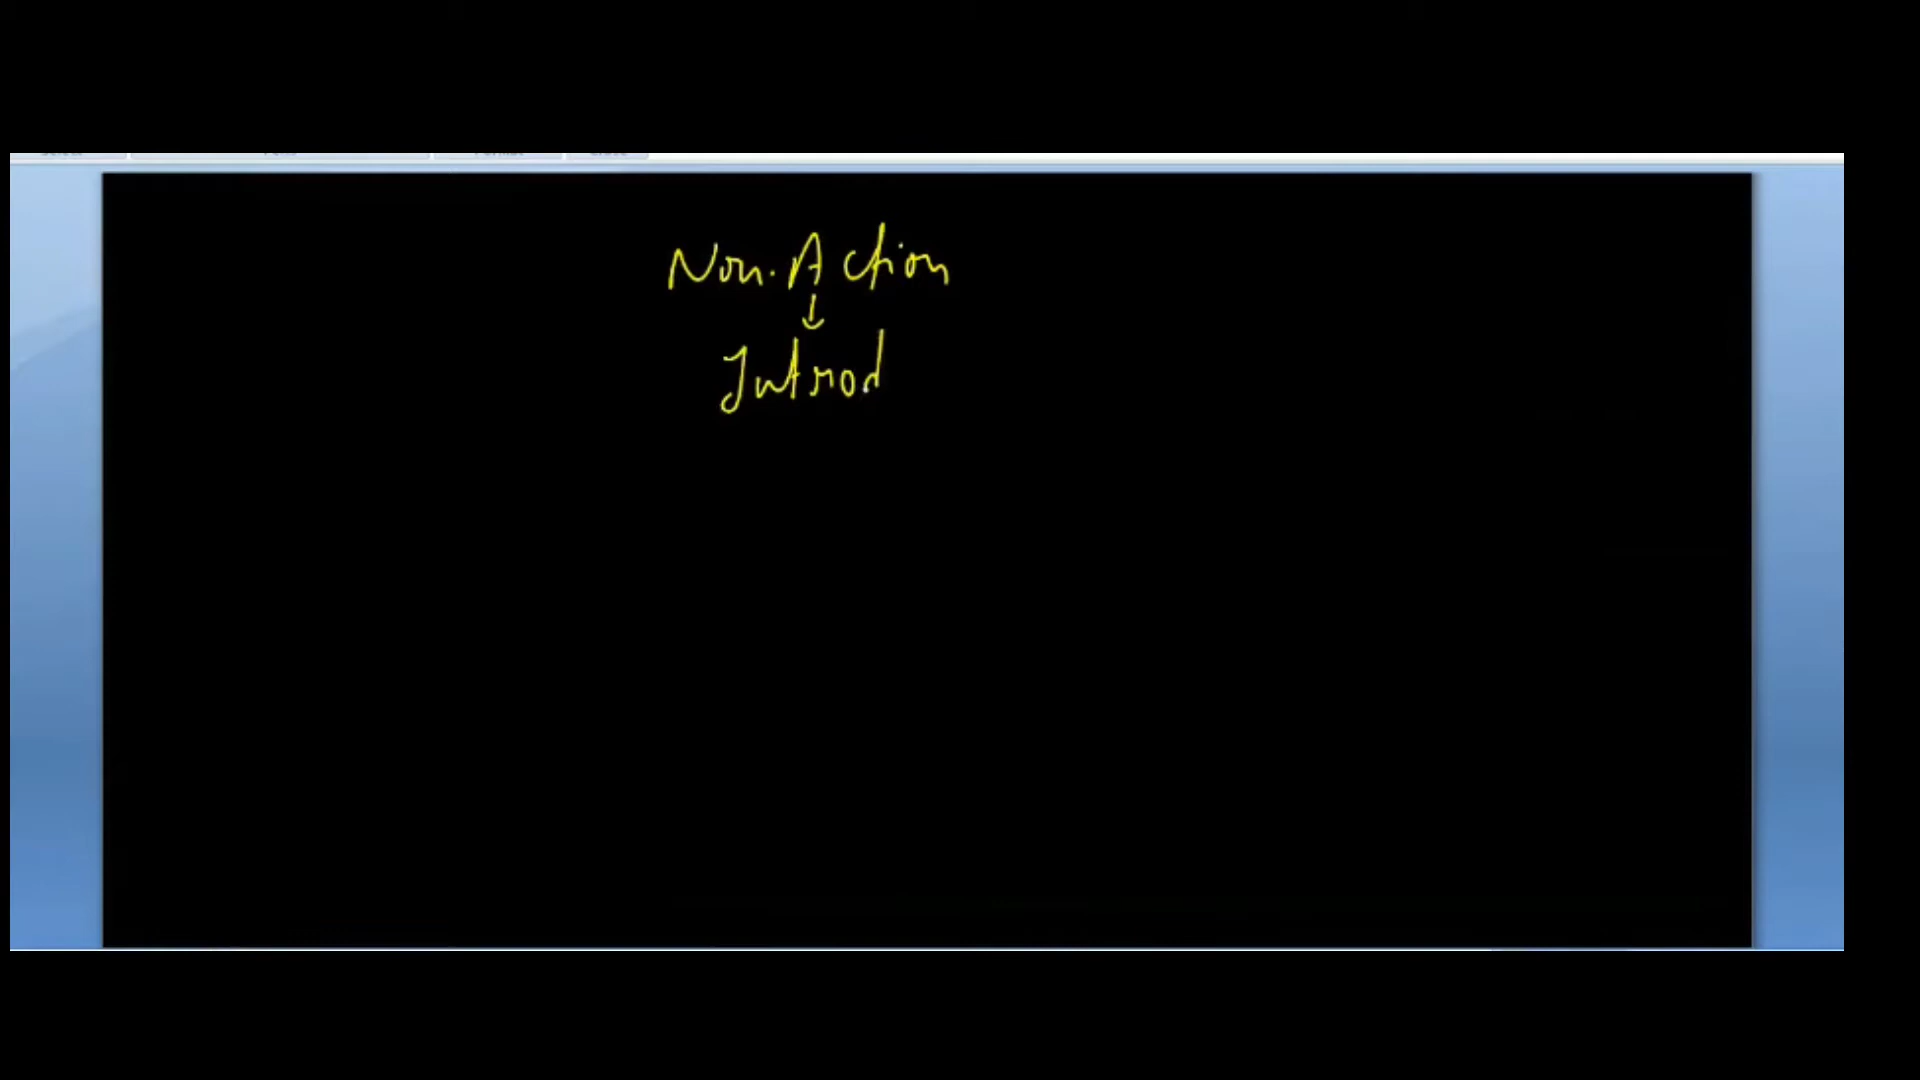 Non-Action
↓
Introd